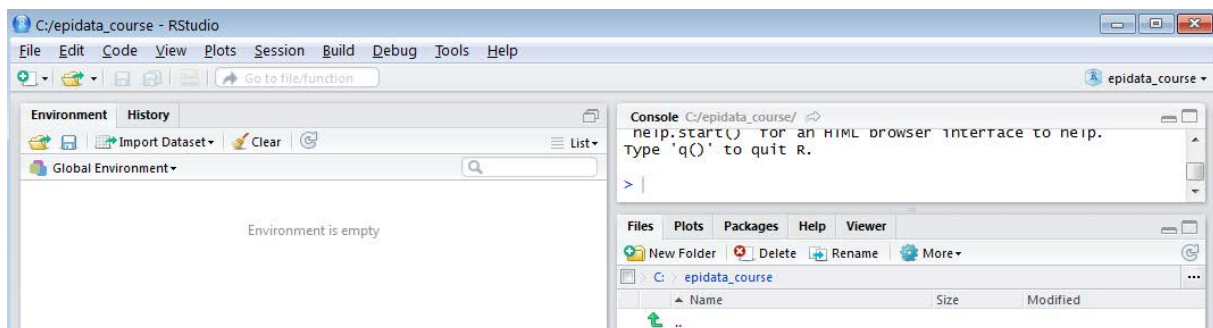 C:/epidata_course - RStudio
File Edit Code View Plots Session Build Debug Tools Help
Go to file/function
epidata_course
Environment History
Import Dataset Clear List
Global Environment
Environment is empty
Console C:/epidata_course/
'help.start()' for an HTML browser interface to help.
Type 'q()' to quit R.
>
Files Plots Packages Help Viewer
New Folder Delete Rename More
C: epidata_course ...
Name Size Modified
..